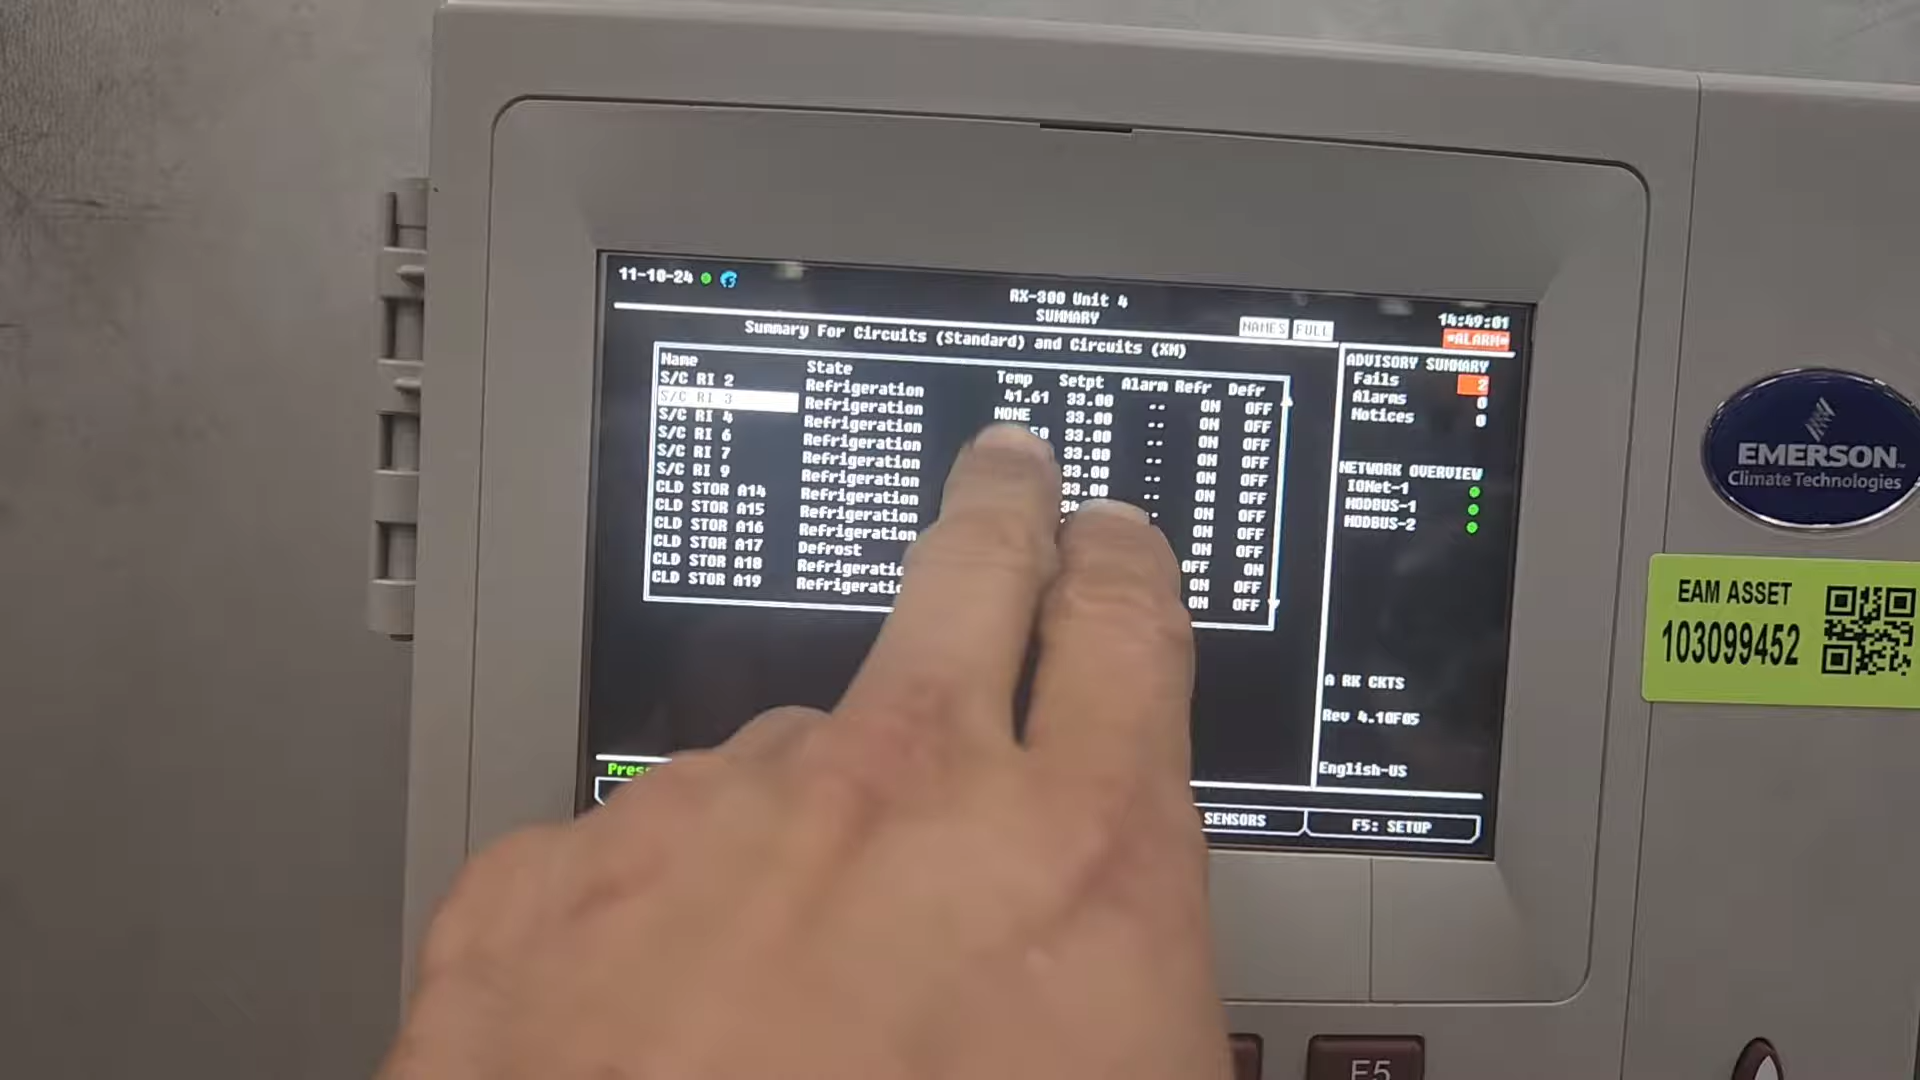 11-10-24
RX-300 Unit 4
SUMMARY
NAMES FULL
14:49:01
*ALARM*
Summary For Circuits (Standard) and Circuits (XM)
Name State Temp Setpt Alarm Refr Defr
S/C RI 2 Refrigeration 41.61 33.00 -- ON OFF
S/C RI 3 Refrigeration NONE 33.00 -- ON OFF
S/C RI 4 Refrigeration 33.00 -- ON OFF
S/C RI 6 Refrigeration 33.00 -- ON OFF
S/C RI 7 Refrigeration 33.00 -- ON OFF
S/C RI 9 Refrigeration 33.00 -- ON OFF
CLD STOR A14 Refrigeration ON OFF
CLD STOR A15 Refrigeration ON OFF
CLD STOR A16 Refrigeration ON OFF
CLD STOR A17 Defrost OFF ON
CLD STOR A18 ON OFF
CLD STOR A19 ON OFF
ADVISORY SUMMARY
Fails 2
Alarms 0
Notices 0
NETWORK OVERVIEW
IONet-1
MODBUS-1
MODBUS-2
A RK CKTS
Rev 4.10F05
English-US
SENSORS
F5: SETUP
EMERSON
Climate Technologies
EAM ASSET
103099452
F5